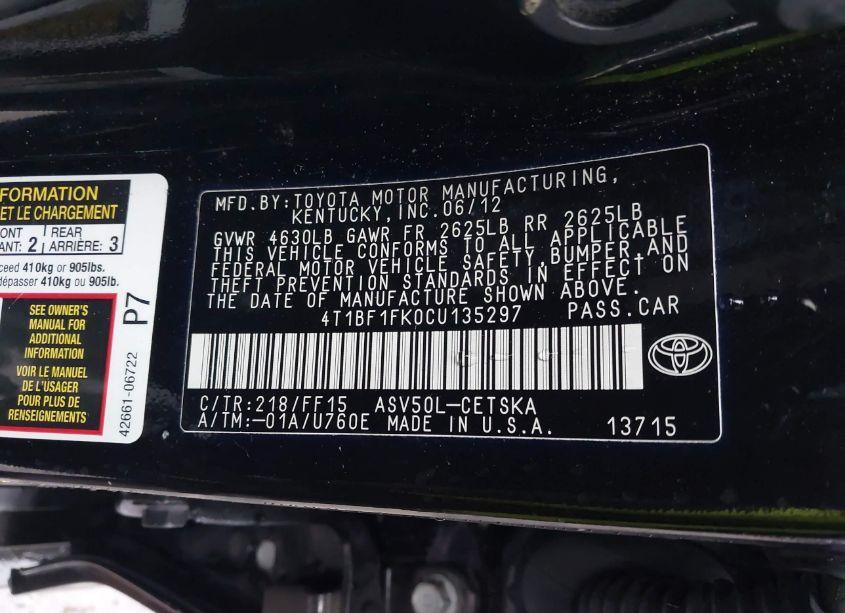 FORMATION
ET LE CHARGEMENT
ONT REAR
ANT: 2 ARRIÈRE: 3
ceed 410kg or 905lbs.
dépasser 410kg ou 905lb.
SEE OWNER'S
MANUAL FOR
ADDITIONAL
INFORMATION
VOIR LE MANUEL
DE L'USAGER
POUR PLUS DE
RENSEIGNEMENTS
P7
42661-06722
MFD.BY:TOYOTA MOTOR MANUFACTURING,
KENTUCKY,INC.06/12
GVWR 4630LB GAWR FR 2625LB RR 2625LB
THIS VEHICLE CONFORMS TO ALL APPLICABLE
FEDERAL MOTOR VEHICLE SAFETY,BUMPER,AND
THEFT PREVENTION STANDARDS IN EFFECT ON
THE DATE OF MANUFACTURE SHOWN ABOVE.
4T1BF1FK0CU135297 PASS.CAR
C/TR:218/FF15 ASV50L-CETSKA
A/TM:-01A/U760E MADE IN U.S.A. 13715